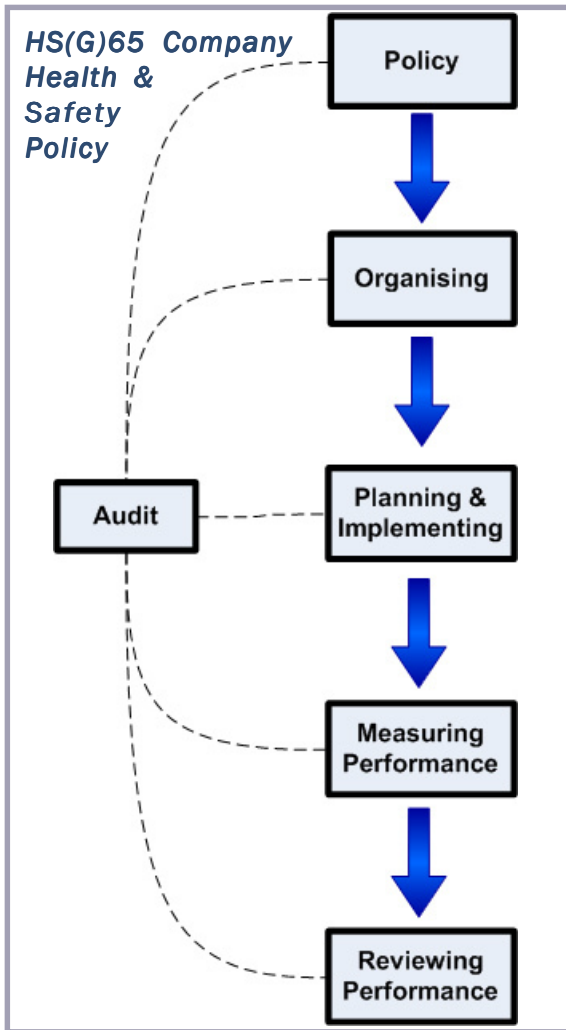 HS(G)65 Company
Health &
Safety
Policy
Policy
Organising
Audit
Planning &
Implementing
Measuring
Performance
Reviewing
Performance